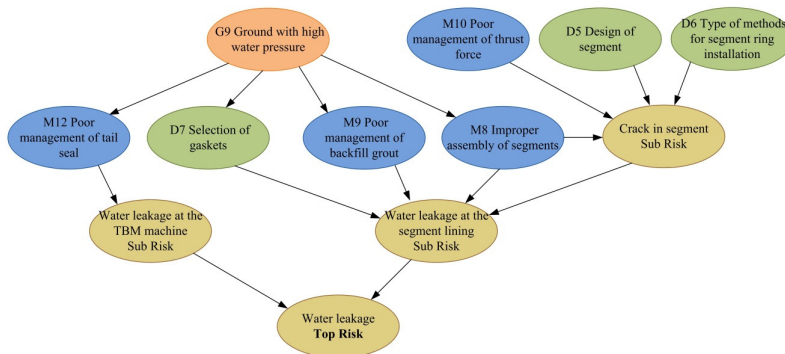 G9 Ground with high
water pressure
M10 Poor
management of thrust
force
D5 Design of
segment
D6 Type of methods
for segment ring
installation
M12 Poor
management of tail
seal
D7 Selection of
gaskets
M9 Poor
management of
backfill grout
M8 Improper
assembly of segments
Crack in segment
Sub Risk
Water leakage at the
TBM machine
Sub Risk
Water leakage at the
segment lining
Sub Risk
Water leakage
Top Risk